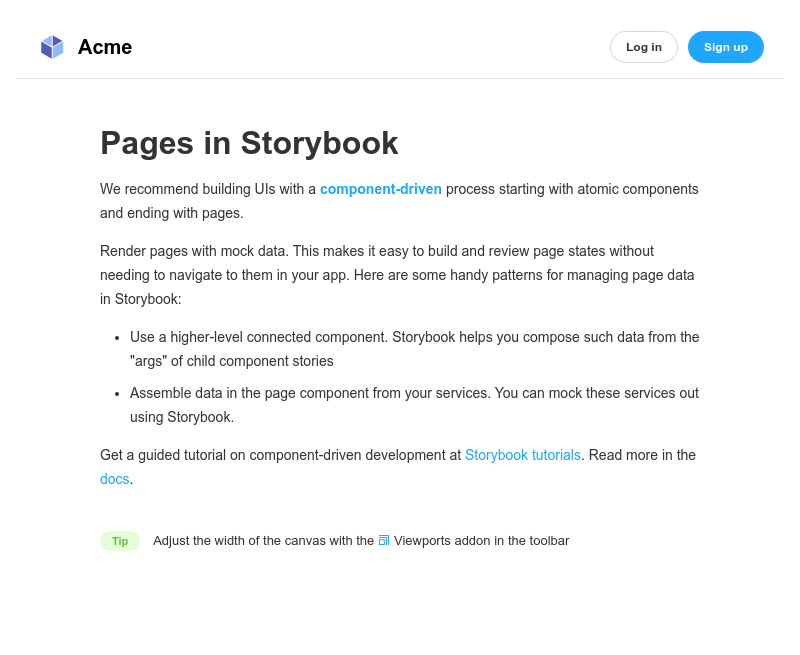 Acme
Log in
Sign up
Pages in Storybook
We recommend building UIs with a component-driven process starting with atomic components
and ending with pages.
Render pages with mock data. This makes it easy to build and review page states without
needing to navigate to them in your app. Here are some handy patterns for managing page data
in Storybook:
• Use a higher-level connected component. Storybook helps you compose such data from the
"args" of child component stories
• Assemble data in the page component from your services. You can mock these services out
using Storybook.
Get a guided tutorial on component-driven development at Storybook tutorials. Read more in the
docs.
Tip
Adjust the width of the canvas with the Viewports addon in the toolbar